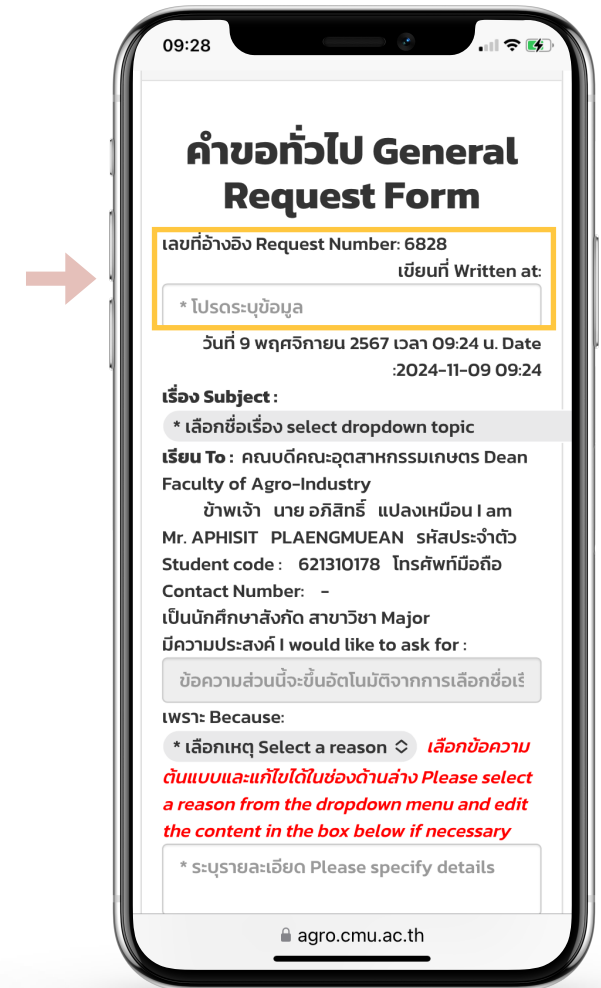 09:28
คำขอทั่วไป General
Request Form
เลขที่อ้างอิง Request Number: 6828
เขียนที่ Written at:
* โปรดระบุข้อมูล
วันที่ 9 พฤศจิกายน 2567 เวลา 09:24 น. Date
:2024-11-09 09:24
เรื่อง Subject :
* เลือกชื่อเรื่อง select dropdown topic
เรียน To : คณบดีคณะอุตสาหกรรมเกษตร Dean
Faculty of Agro-Industry
ข้าพเจ้า นาย อภิสิทธิ์ แปลงเหมือน I am
Mr. APHISIT PLAENGMUEAN รหัสประจำตัว
Student code : 621310178 โทรศัพท์มือถือ
Contact Number: -
เป็นนักศึกษาสังกัด สาขาวิชา Major
มีความประสงค์ I would like to ask for :
ข้อความส่วนนี้จะขึ้นอัตโนมัติจากการเลือกชื่อเรื
เพราะ Because:
* เลือกเหตุ Select a reason เลือกข้อความ
ต้นแบบและแก้ไขได้ในช่องด้านล่าง Please select
a reason from the dropdown menu and edit
the content in the box below if necessary
* ระบุรายละเอียด Please specify details
agro.cmu.ac.th